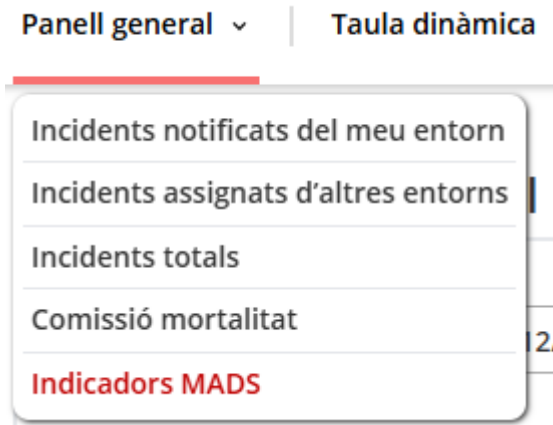 Panell general
Taula dinàmica
Incidents notificats del meu entorn
Incidents assignats d’altres entorns
Incidents totals
Comissió mortalitat
12
Indicadors MADS